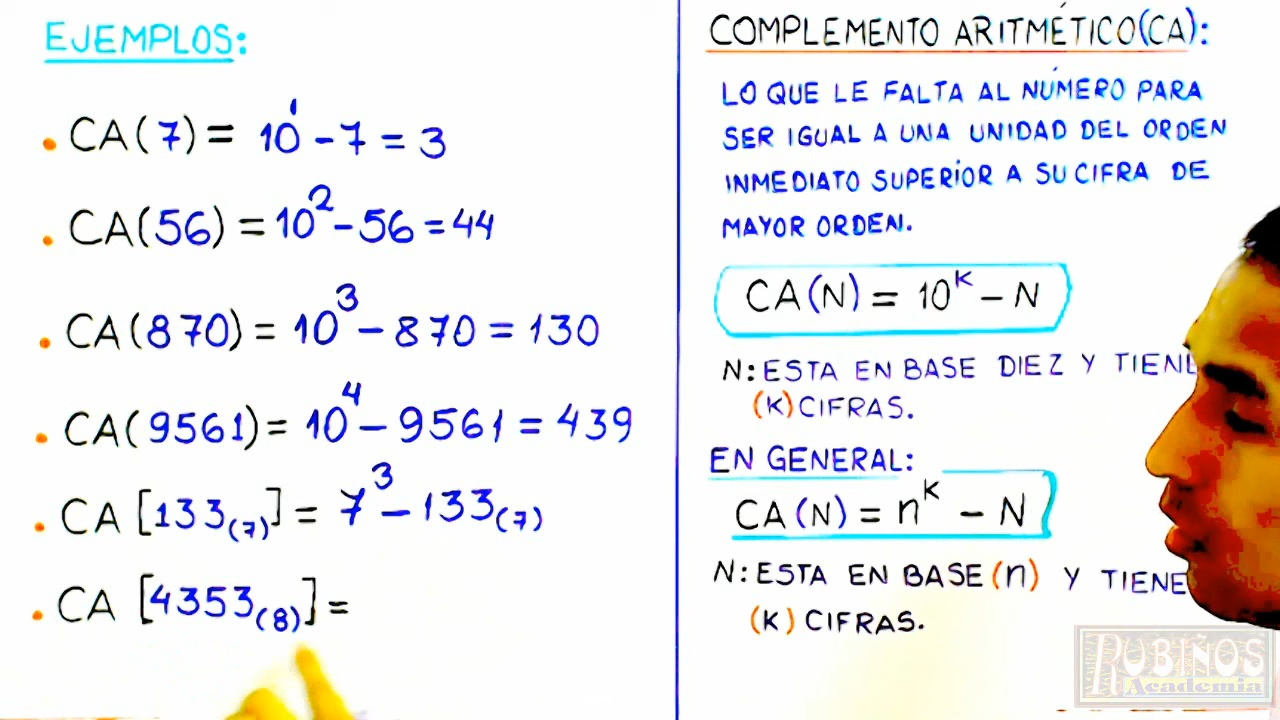 EJEMPLOS:
• CA(7) = 10¹ - 7 = 3
• CA(56) = 10² - 56 = 44
• CA(870) = 10³ - 870 = 130
• CA(9561) = 10⁴ - 9561 = 439
• CA [133₍₇₎] = 7³ - 133₍₇₎
• CA [4353₍₈₎] =
COMPLEMENTO ARITMÉTICO(CA):
LO QUE LE FALTA AL NÚMERO PARA
SER IGUAL A UNA UNIDAD DEL ORDEN
INMEDIATO SUPERIOR A SU CIFRA DE
MAYOR ORDEN.
CA(N) = 10ᴷ - N
N: ESTA EN BASE DIEZ Y TIENE
(K) CIFRAS.
EN GENERAL:
CA(N) = nᴷ - N
N: ESTA EN BASE (n) Y TIENE
(K) CIFRAS.
RUBIÑOS
Academia